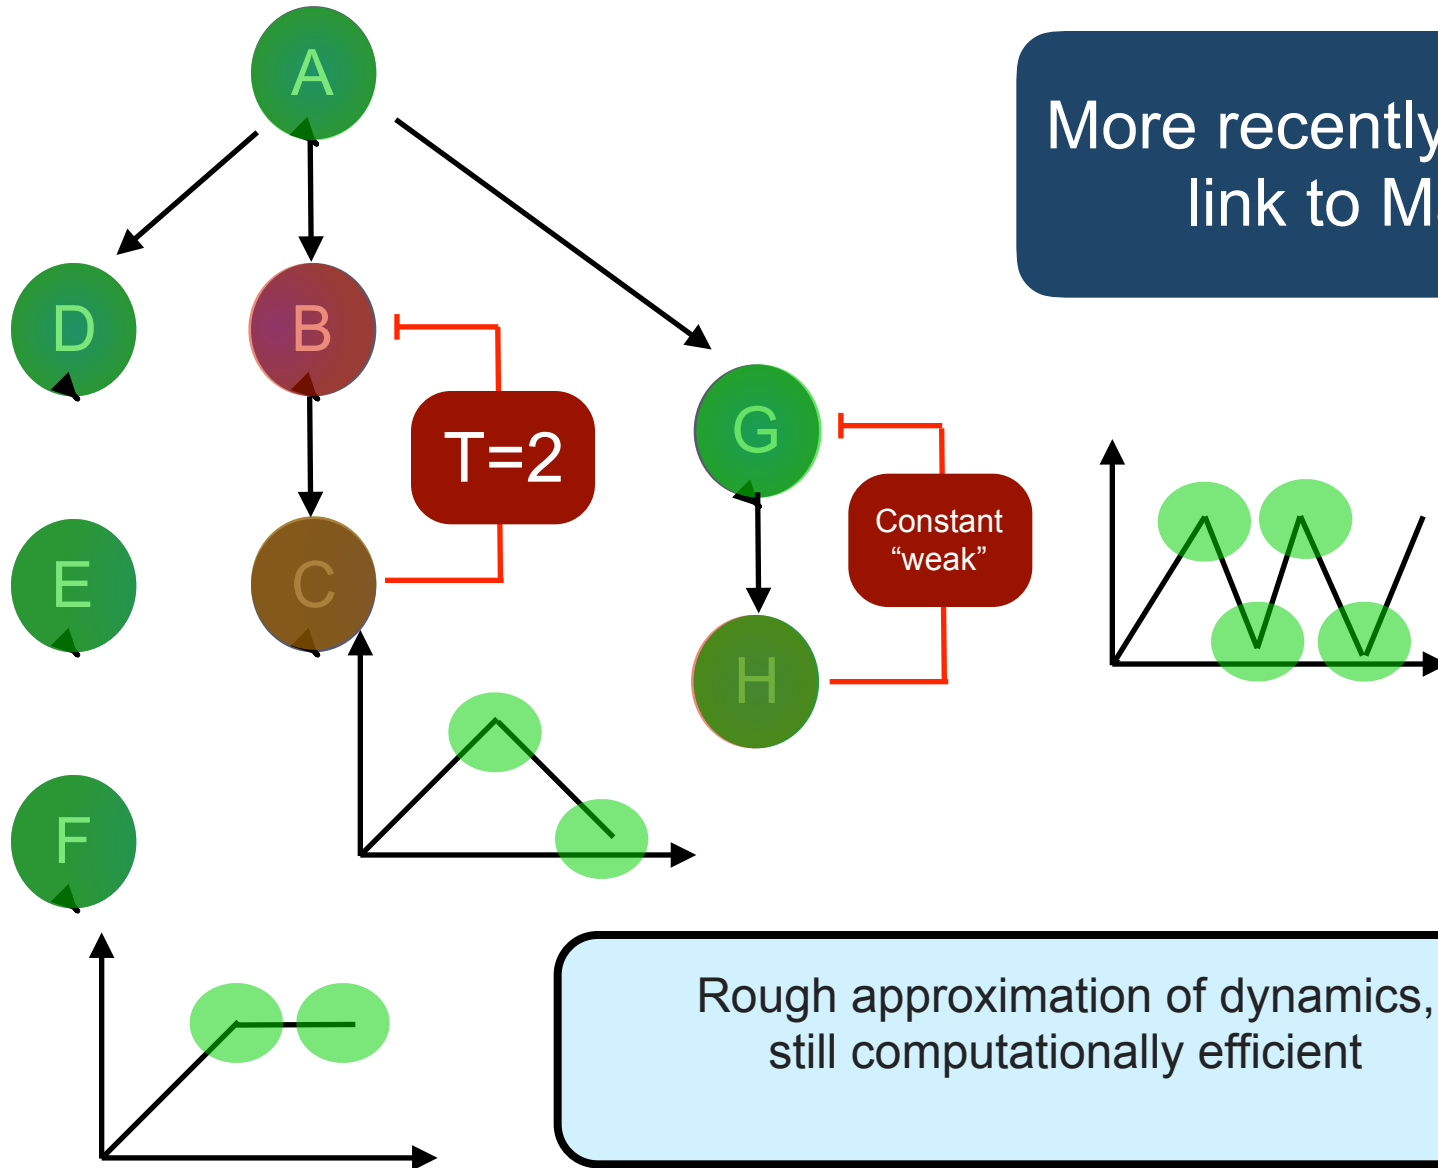 A
More recently
link to M
D
B
T=2
G
Constant
“weak”
E
C
H
F
Rough approximation of dynamics,
still computationally efficient